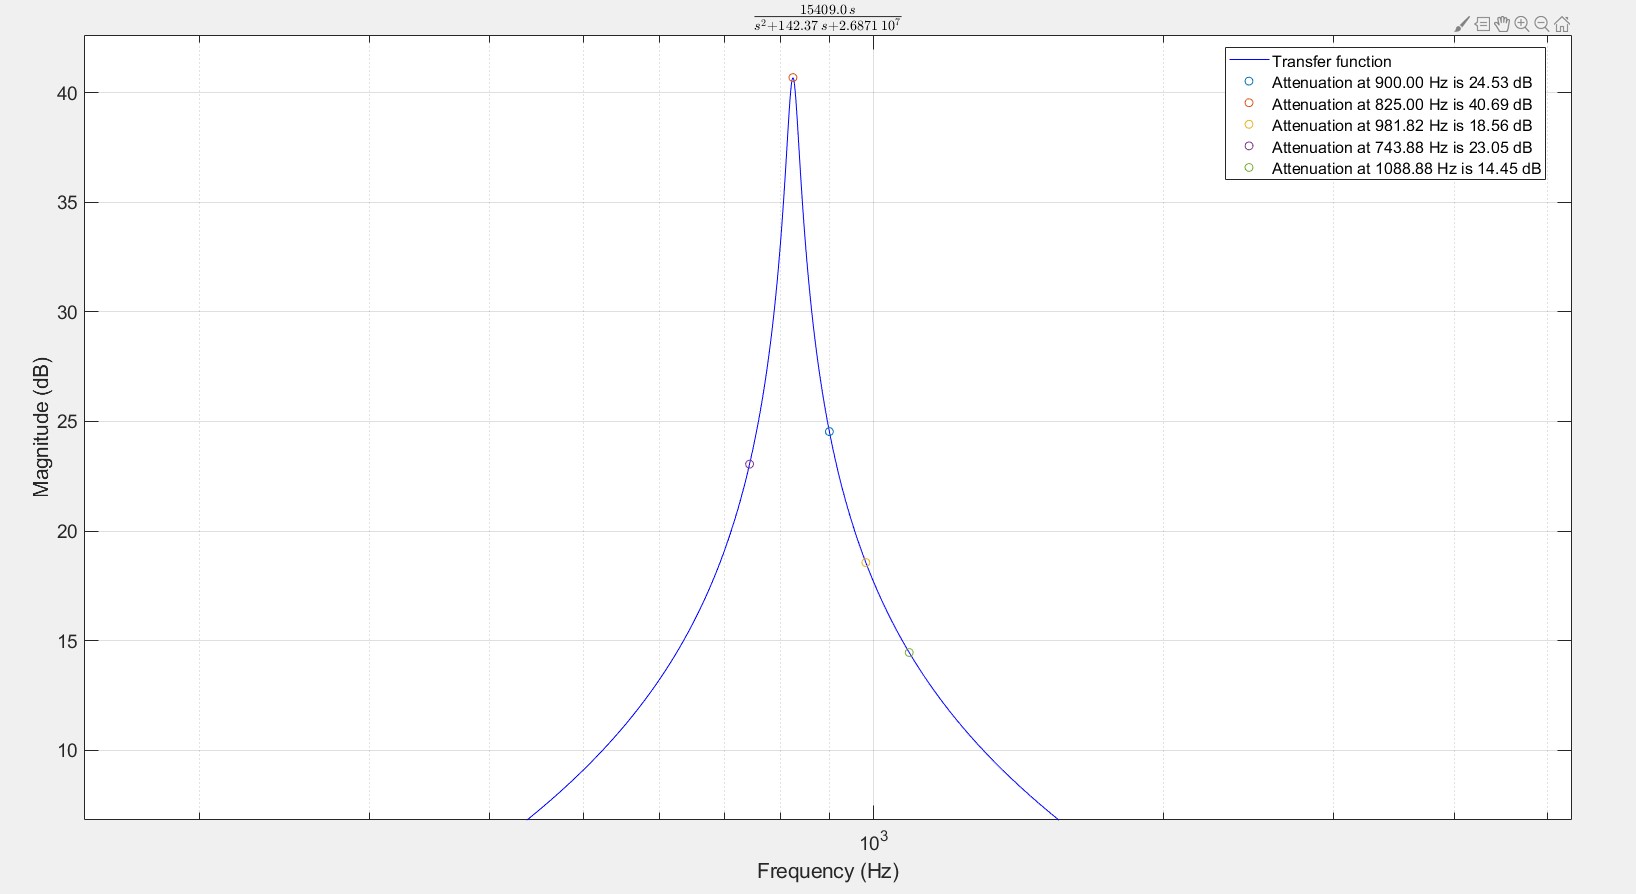 15409.0 s
s²+142.37 s+2.6871 10⁷
Transfer function
Attenuation at 900.00 Hz is 24.53 dB
Attenuation at 825.00 Hz is 40.69 dB
Attenuation at 981.82 Hz is 18.56 dB
Attenuation at 743.88 Hz is 23.05 dB
Attenuation at 1088.88 Hz is 14.45 dB
40
35
30
25
20
15
10
Magnitude (dB)
10³
Frequency (Hz)